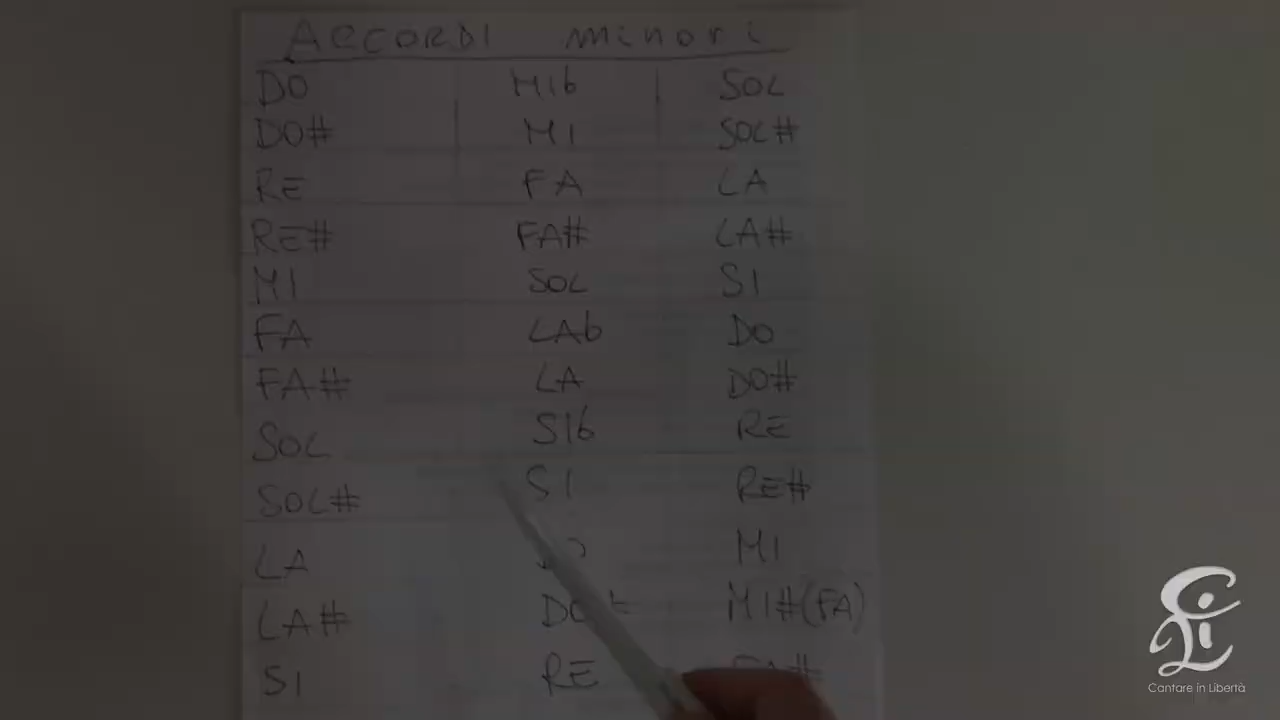 ACCORDI minori
DO MIb SOL
DO# MI SOL#
RE FA LA
RE# FA# LA#
MI SOL SI
FA LAb DO
FA# LA DO#
SOL SIb RE
SOL# SI RE#
LA MI
LA# MI#(FA)
SI RE
Cantare in Libertà